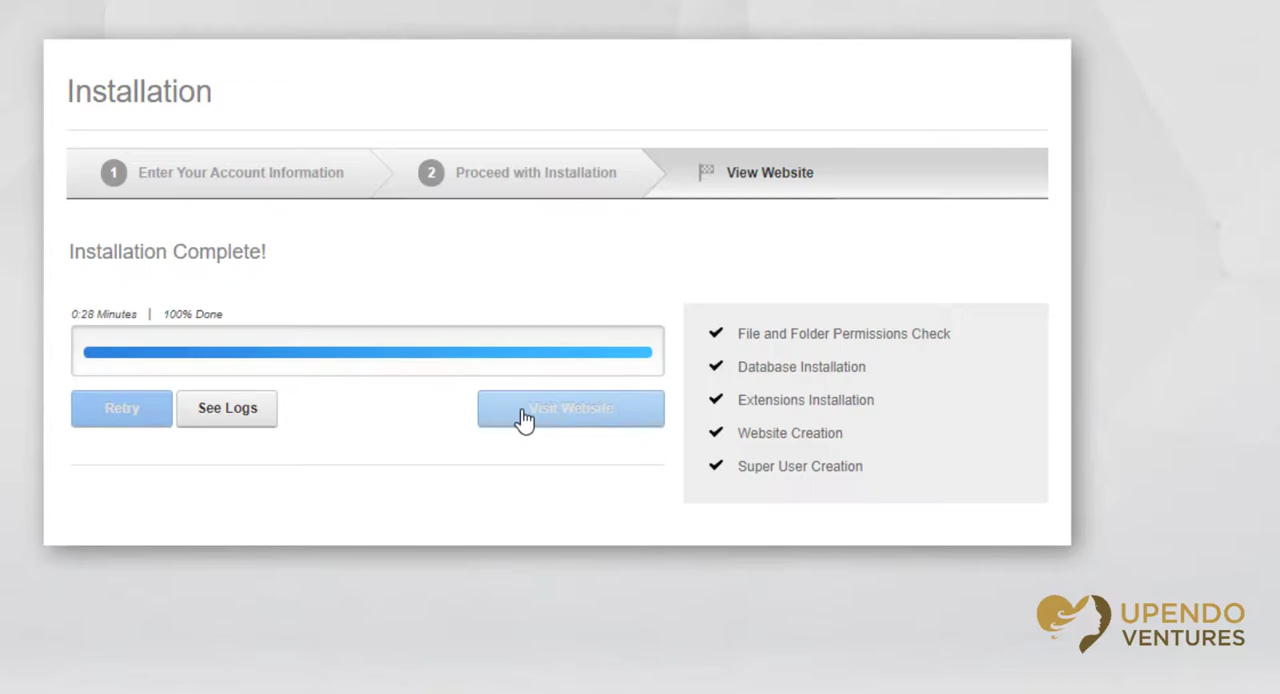 Installation
1 Enter Your Account Information
2 Proceed with Installation
View Website
Installation Complete!
0:28 Minutes | 100% Done
Retry
See Logs
Visit Website
File and Folder Permissions Check
Database Installation
Extensions Installation
Website Creation
Super User Creation
UPENDO
VENTURES